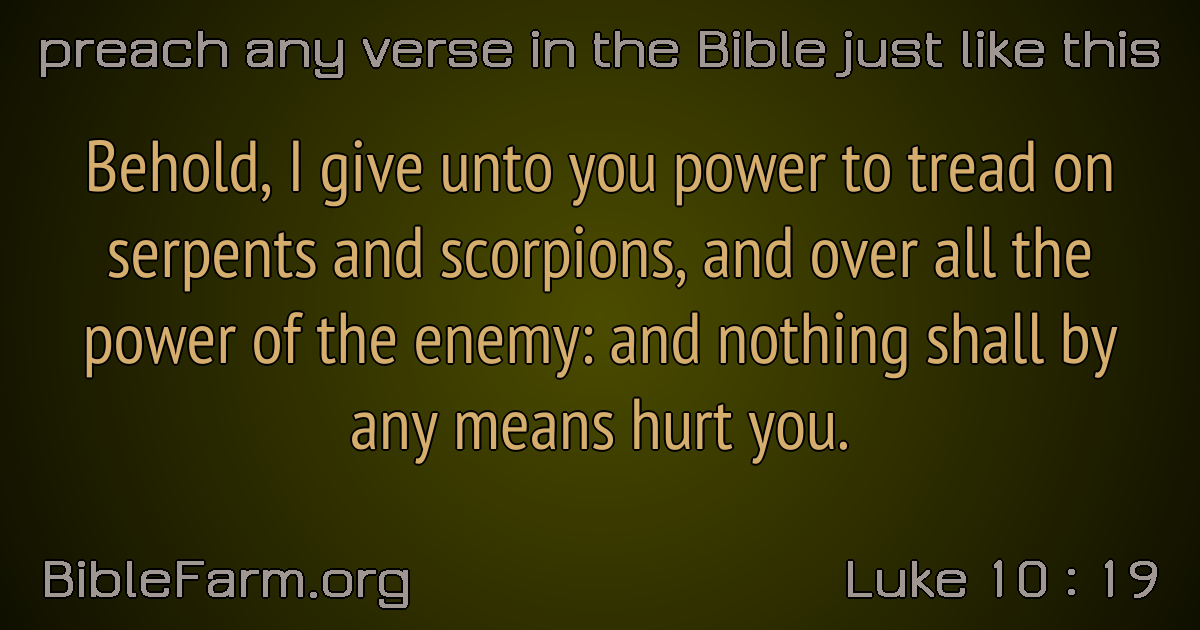 preach any verse in the Bible just like this
Behold, I give unto you power to tread on
serpents and scorpions, and over all the
power of the enemy: and nothing shall by
any means hurt you.
BibleFarm.org
Luke 10 : 19